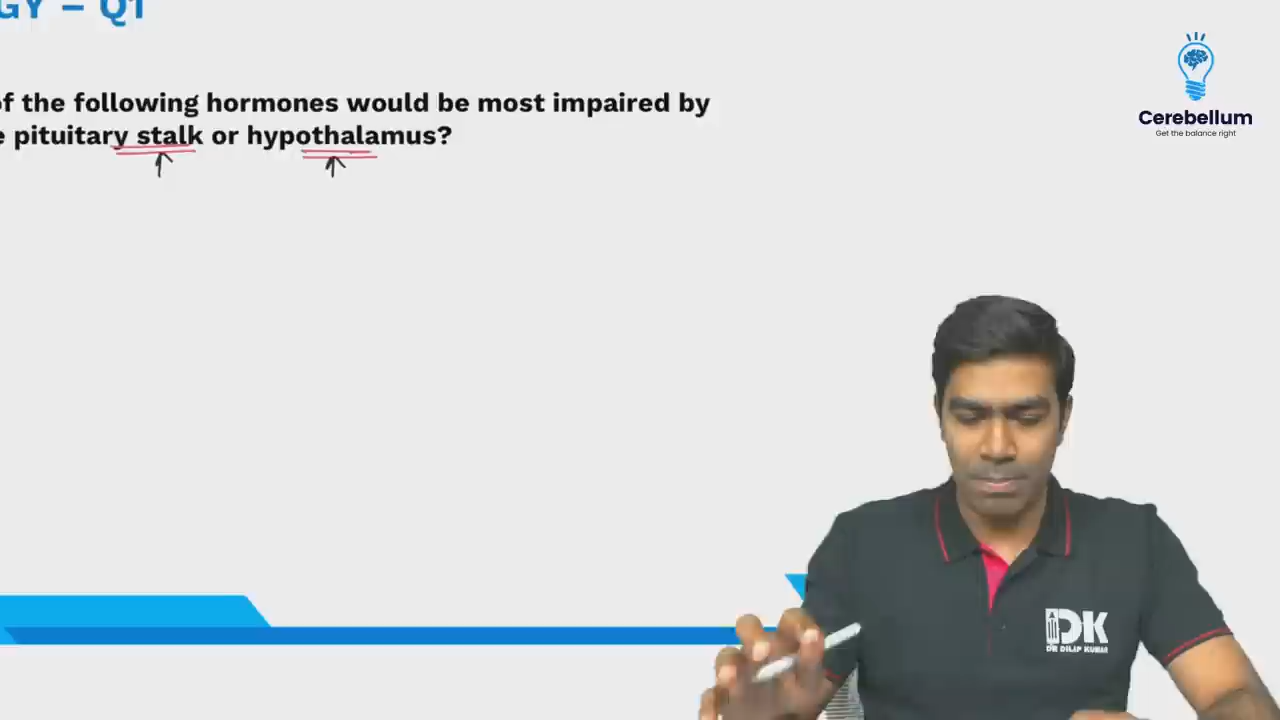 GY – Q1
of the following hormones would be most impaired by
pituitary stalk or hypothalamus?
Cerebellum
Get the balance right
DK
DR DILIP KUMAR